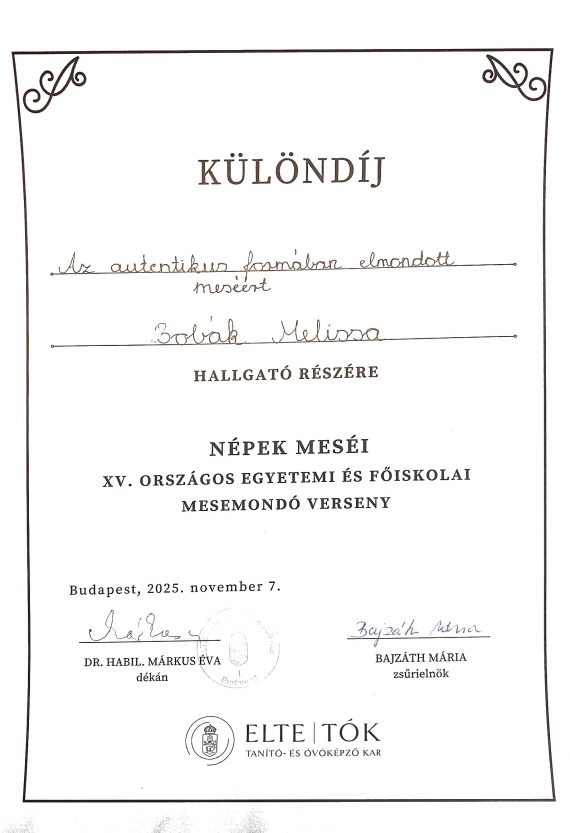 KÜLÖNDÍJ
Az autentikus formában elmondott
meséért
Bobák Melissa
HALLGATÓ RÉSZÉRE
NÉPEK MESÉI
XV. ORSZÁGOS EGYETEMI ÉS FŐISKOLAI
MESEMONDÓ VERSENY
Budapest, 2025. november 7.
Bajzáth Mária
DR. HABIL. MÁRKUS ÉVA
dékán
BAJZÁTH MÁRIA
zsűrielnök
ELTE | TÓK
TANÍTÓ- ÉS ÓVÓKÉPZŐ KAR